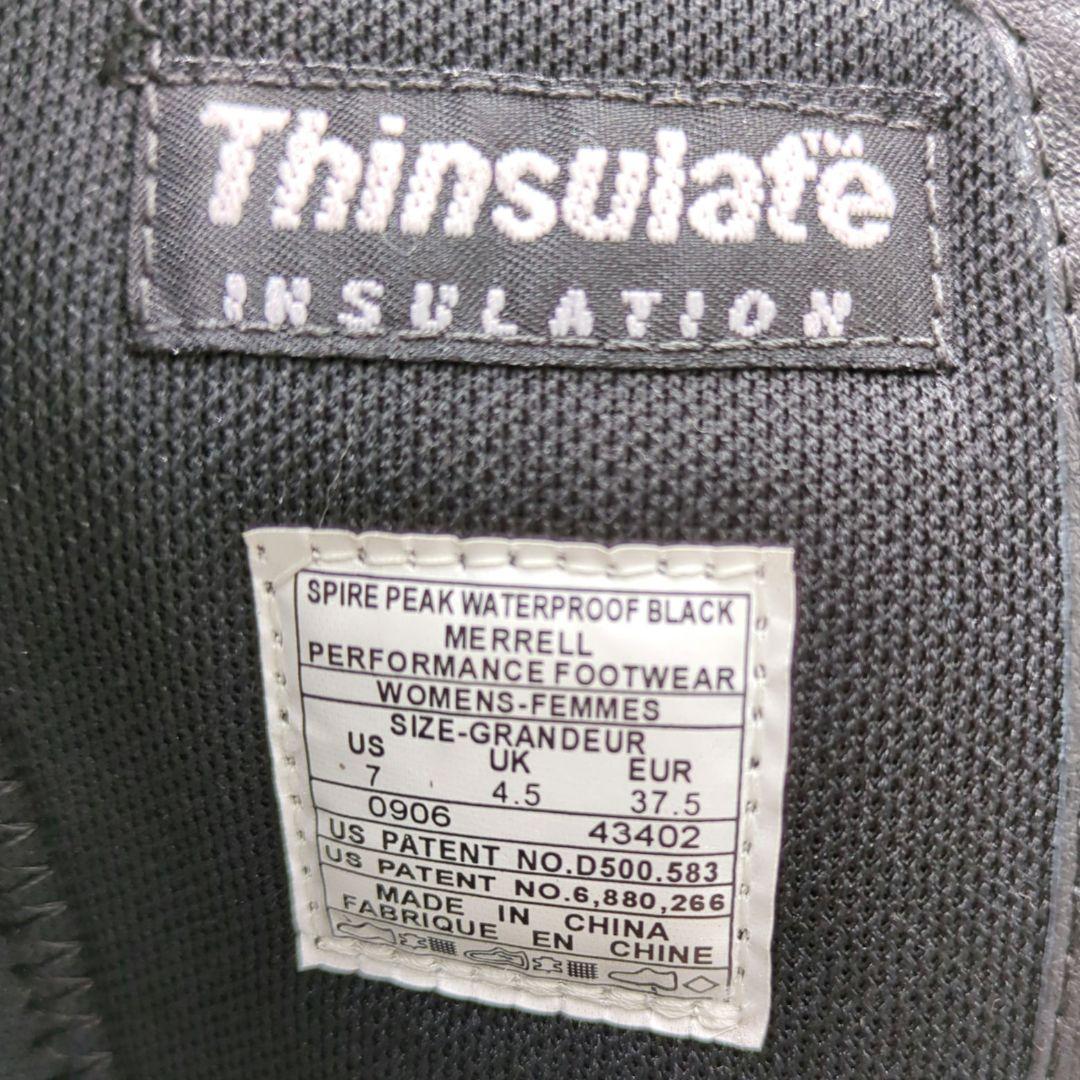 Thinsulate™
INSULATION
SPIRE PEAK WATERPROOF BLACK
MERRELL
PERFORMANCE FOOTWEAR
WOMENS-FEMMES
SIZE-GRANDEUR
US UK EUR
7 4.5 37.5
0906 43402
US PATENT NO.D500.583
US PATENT NO.6,880,266
MADE IN CHINA
FABRIQUE EN CHINE